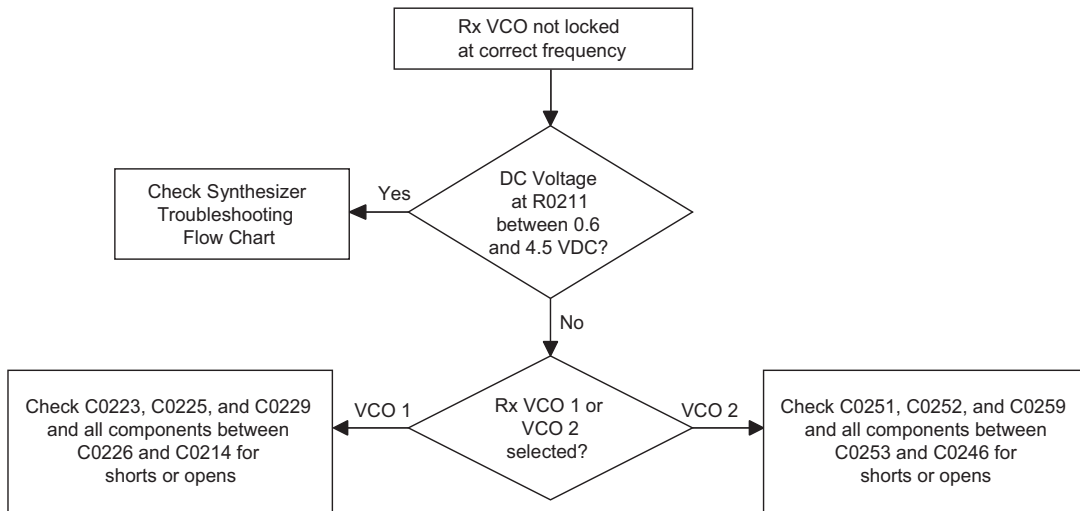 Rx VCO not locked
at correct frequency
DC Voltage
at R0211
between 0.6
and 4.5 VDC?
Yes
Check Synthesizer
Troubleshooting
Flow Chart
No
Rx VCO 1 or
VCO 2
selected?
VCO 1
Check C0223, C0225, and C0229
and all components between
C0226 and C0214 for
shorts or opens
VCO 2
Check C0251, C0252, and C0259
and all components between
C0253 and C0246 for
shorts or opens